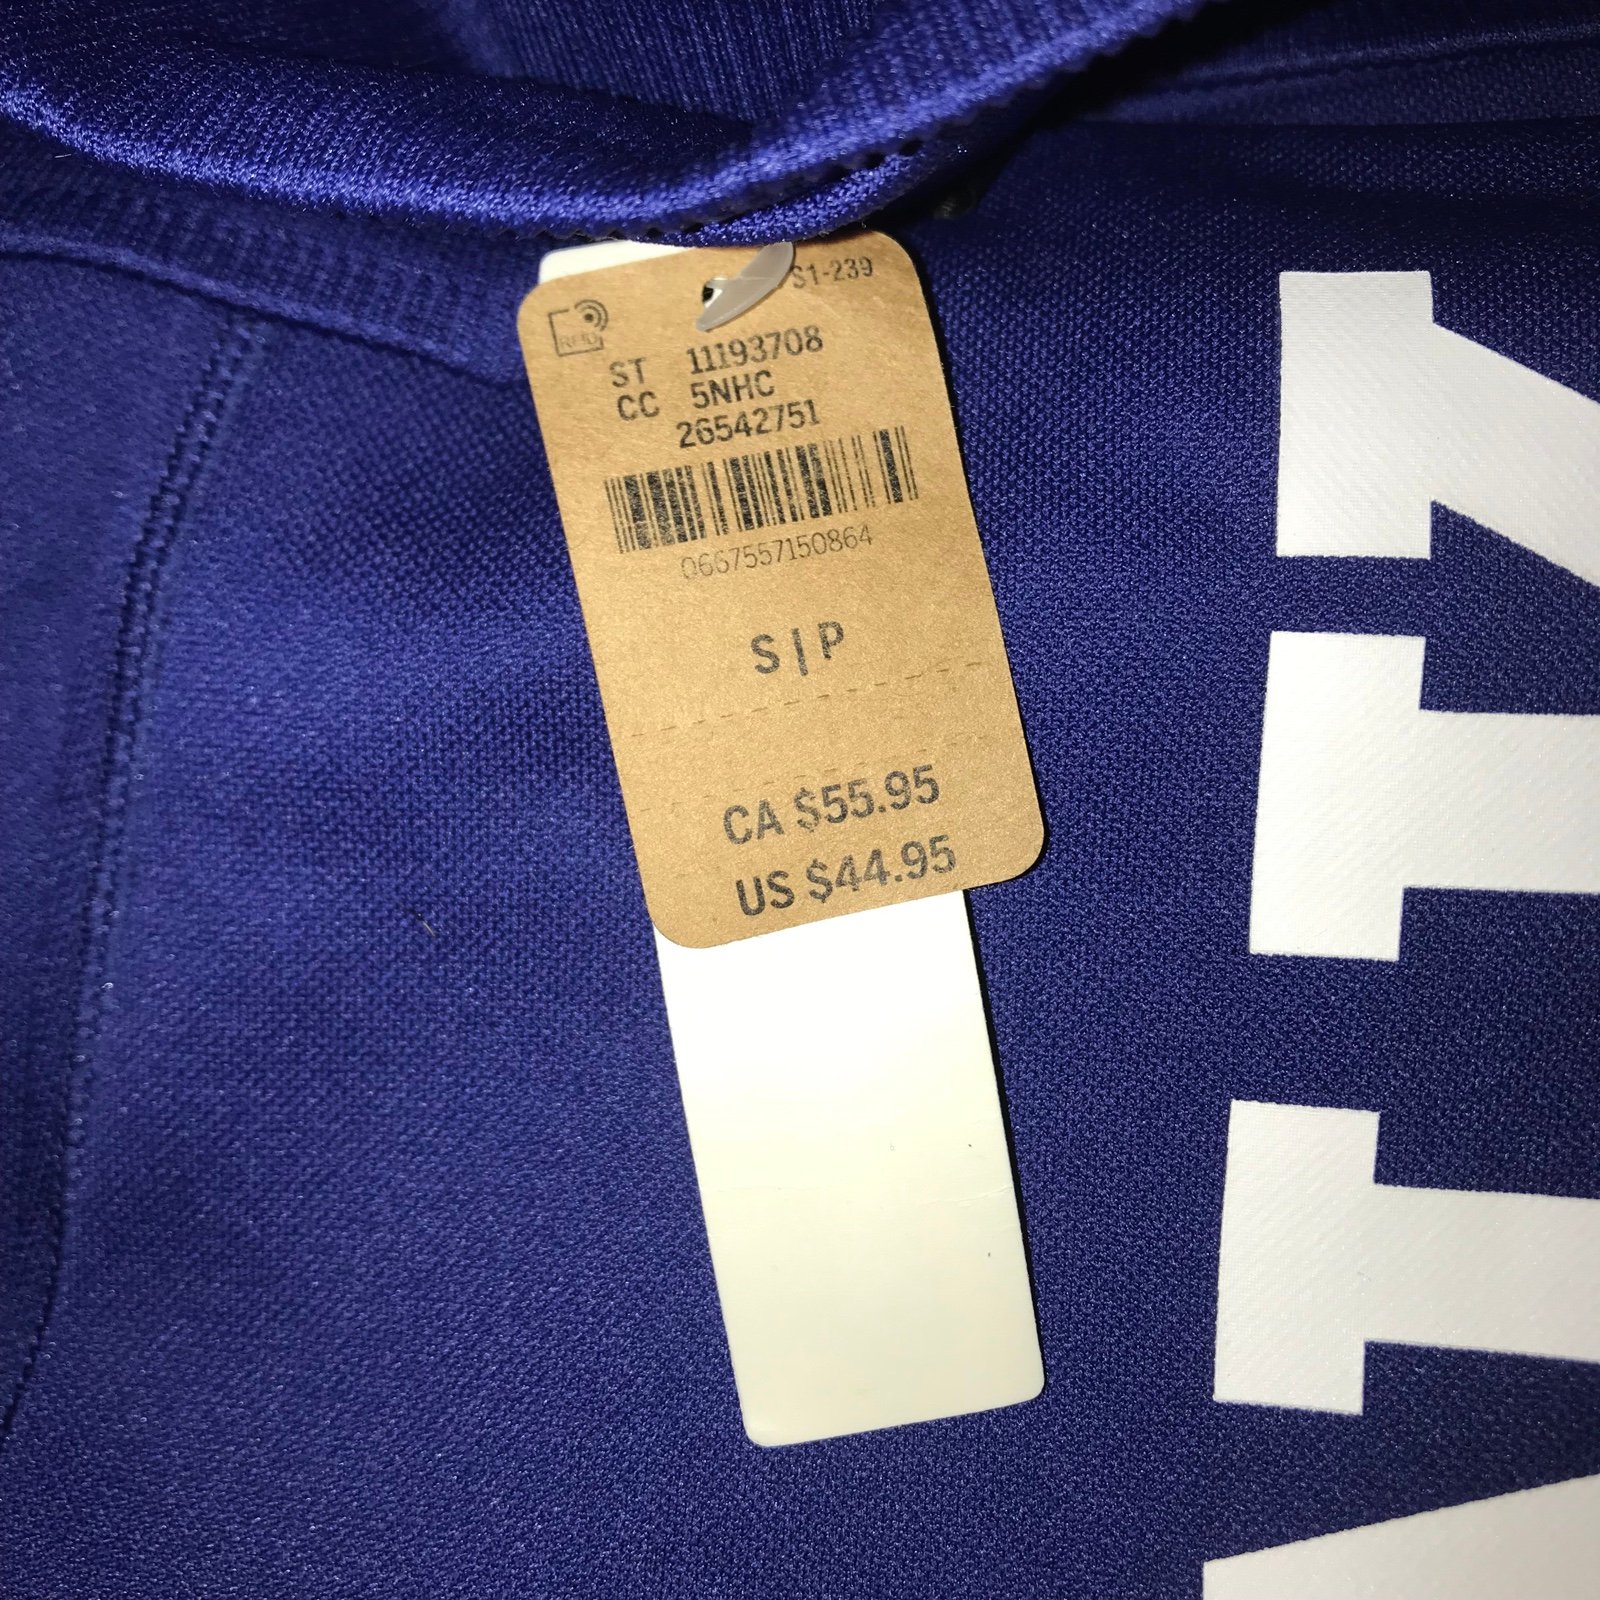 S1-239
RFID
ST 11193708
CC 5NHC
26542751
0667557150864
S|P
CA $55.95
US $44.95